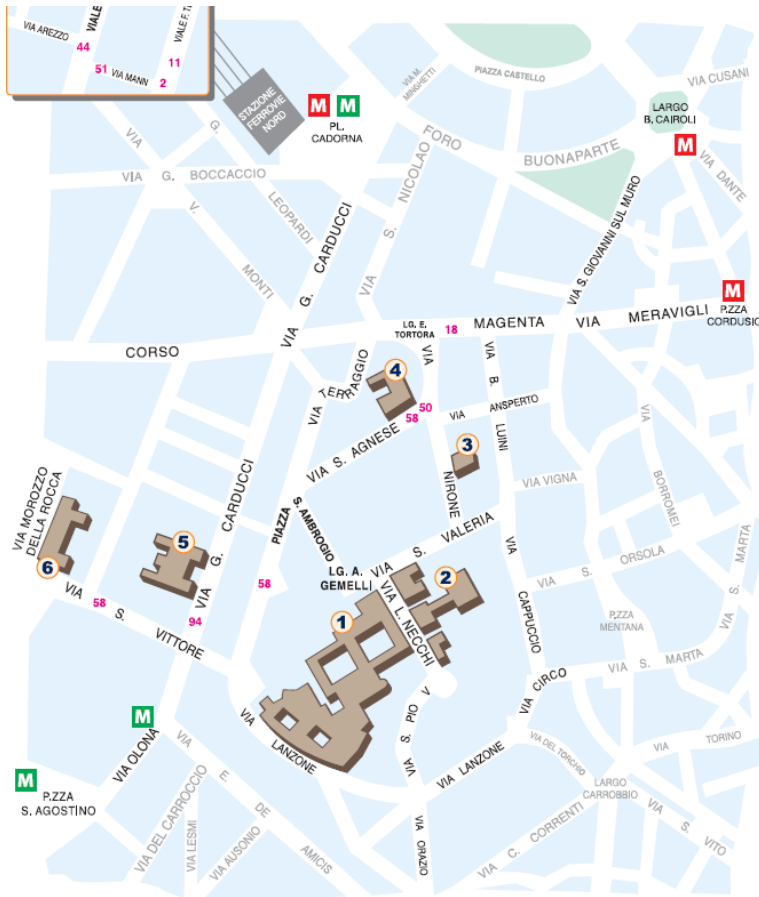 VIALE
VIALE F. T
VIA AREZZO
44
51
VIA MANN
11
2
STAZIONE
FERROVIE
NORD
M
M
PL.
CADORNA
VIA M.
MINGHETTI
PIAZZA CASTELLO
VIA CUSANI
LARGO
B. CAIROLI
M
FORO
BUONAPARTE
VIA DANTE
VIA G. BOCCACCIO
VIA G.
LEOPARDI
VIA V.
MONTI
VIA S. NICOLAO
VIA G. CARDUCCI
VIA S. GIOVANNI SUL MURO
M
P.ZZA
CORDUSIO
CORSO
LG. E.
TORTORA
18
MAGENTA
VIA MERAVIGLI
VIA
TERRAGGIO
4
50
58
VIA
NIRONE
VIA B.
LUINI
VIA ANSPERTO
VIA S. AGNESE
3
VIA VIGNA
VIA
BORROMEI
VIA MOROZZO
DELLA ROCCA
6
5
VIA G. CARDUCCI
PIAZZA
S. AMBROGIO
LG. A.
GEMELLI
VIA S. VALERIA
VIA
CAPPUCCIO
VIA S. ORSOLA
VIA S. MARTA
58
58
94
VIA S. VITTORE
1
2
VIA L. NECCHI
P.ZZA
MENTANA
VIA CIRCO
VIA S. MARTA
M
VIA OLONA
M
P.ZZA
S. AGOSTINO
VIA
LANZONE
VIA S. PIO V
VIA LANZONE
VIA DEL TORCHIO
VIA TORINO
LARGO
CARROBBIO
VIA S. VITO
VIA E. DE
AMICIS
VIA DEL CARROCCIO
VIA LESMI
VIA AUSONIO
VIA ORAZIO
VIA C. CORRENTI